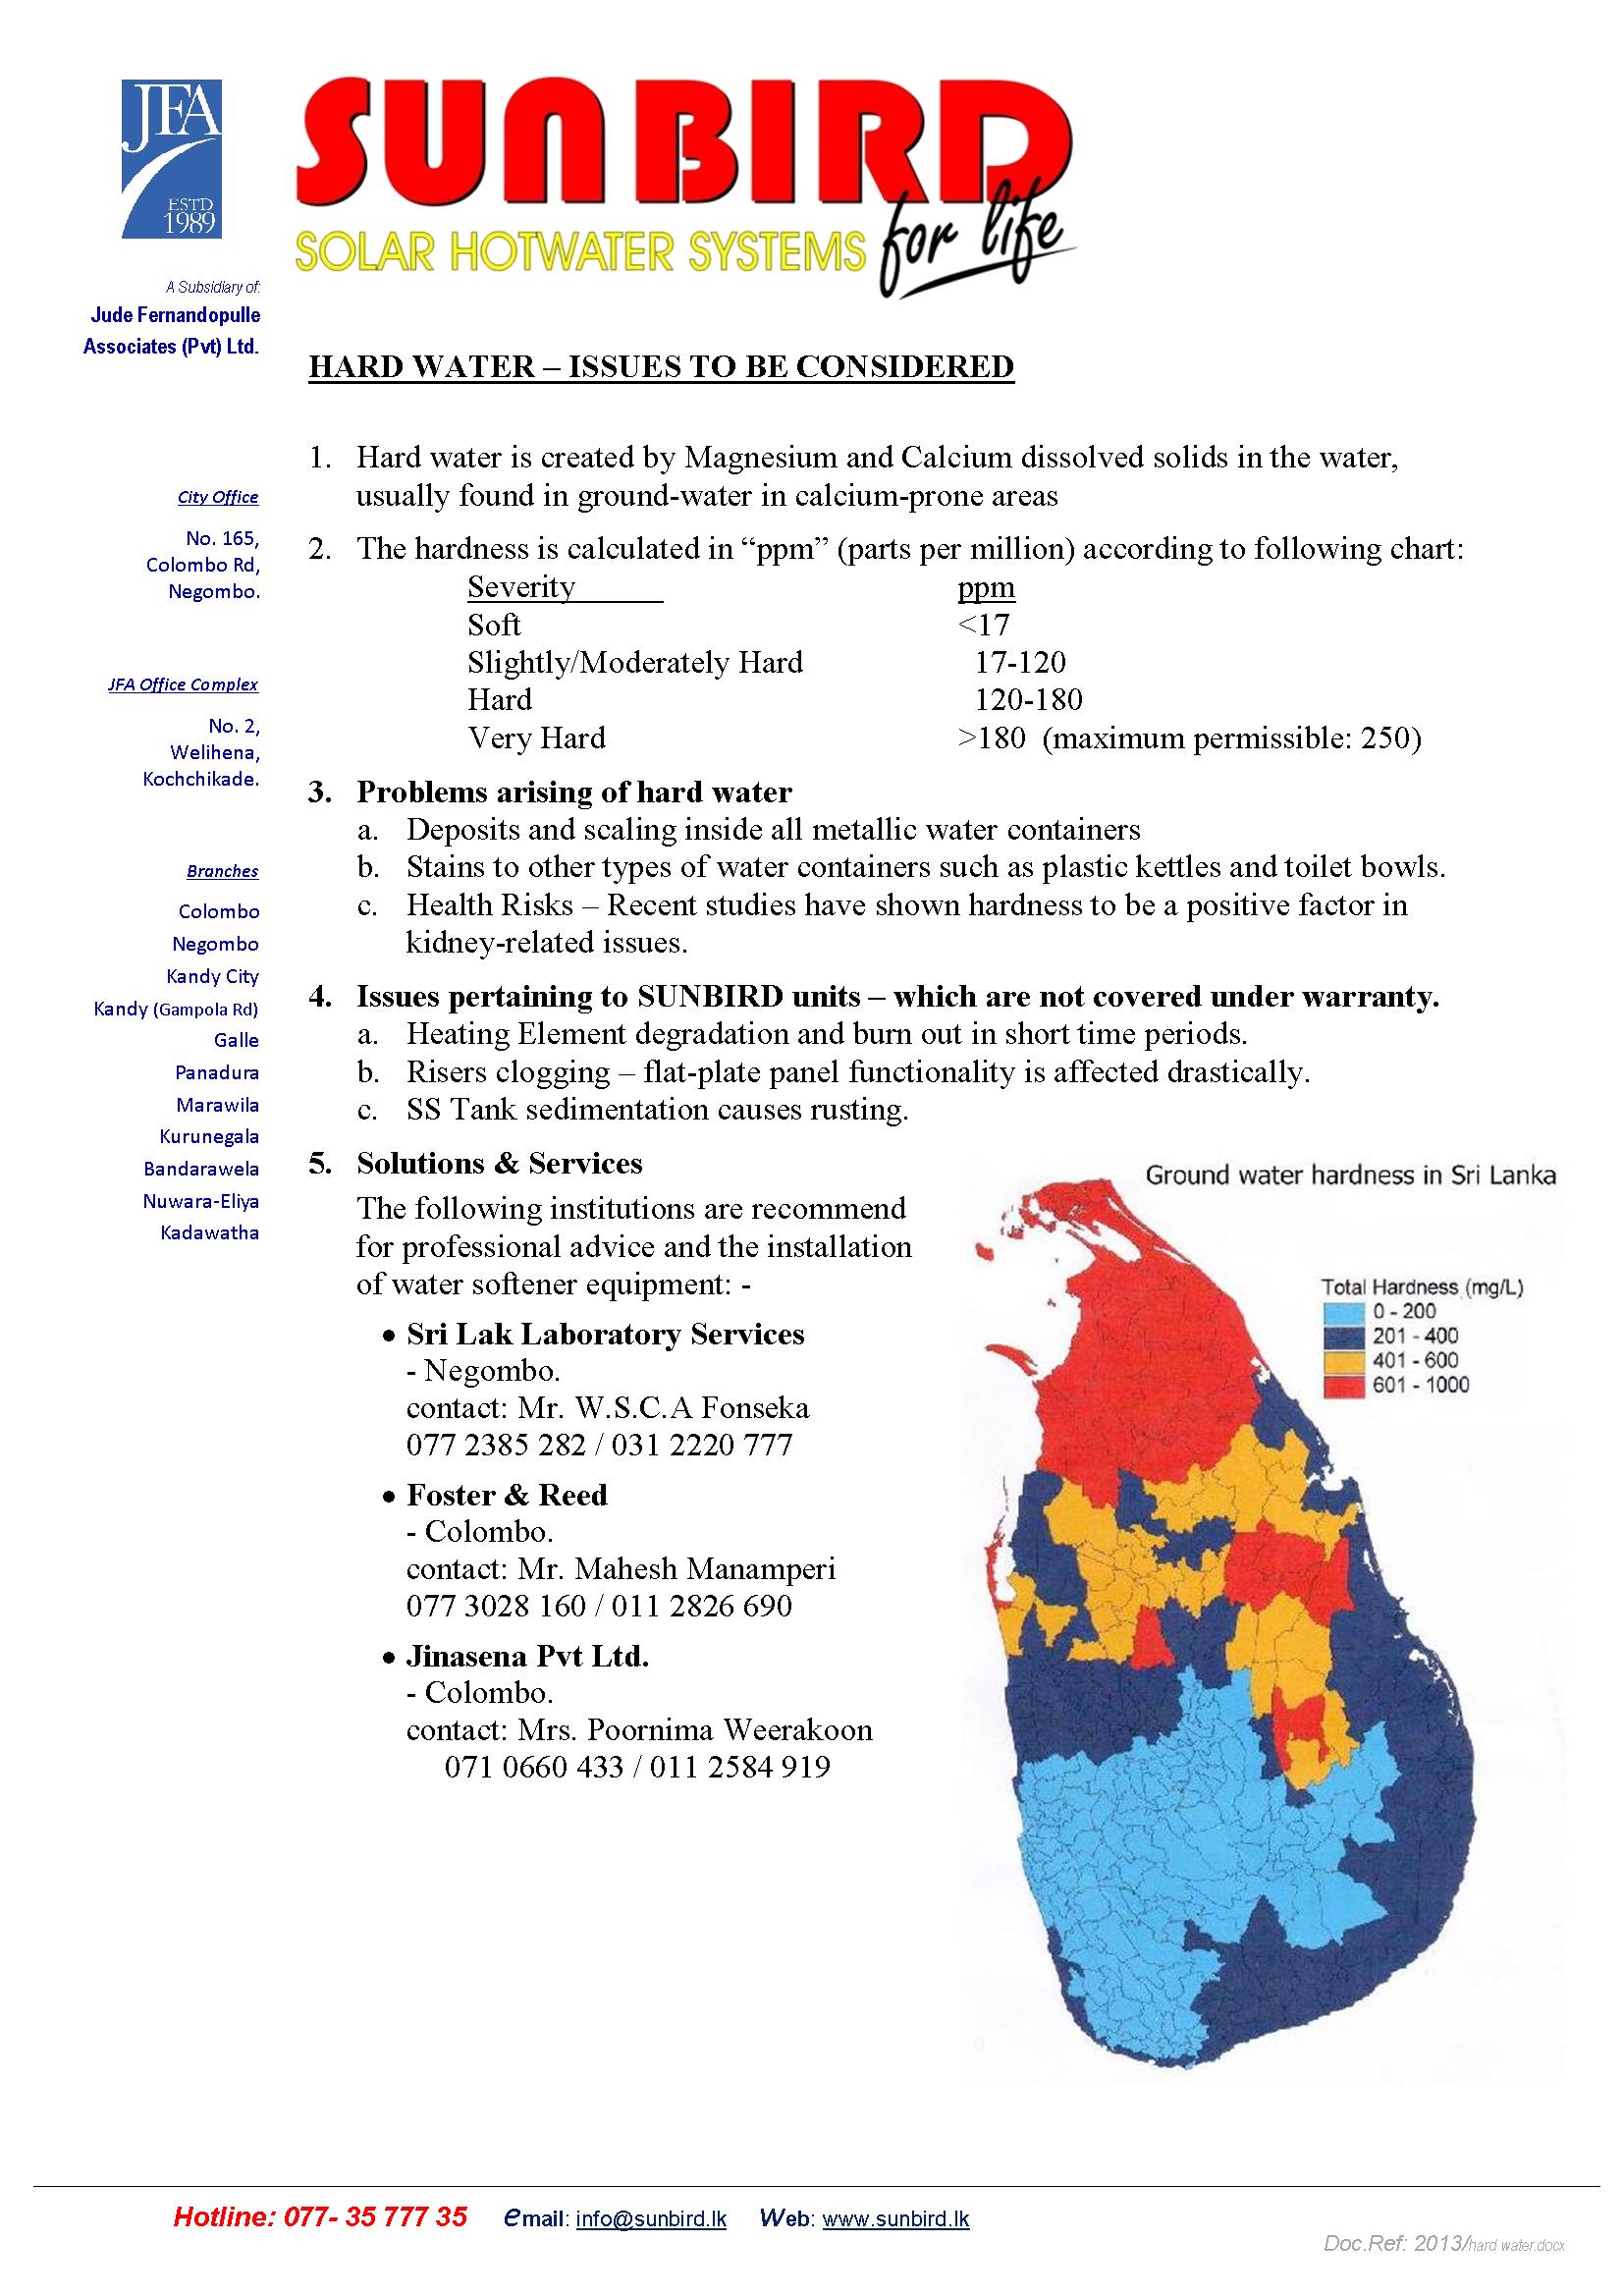 JFA
ESTD
1989
SUNBIRD
SOLAR HOTWATER SYSTEMS for life
A Subsidiary of:
Jude Fernandopulle
Associates (Pvt) Ltd.
City Office
No. 165,
Colombo Rd,
Negombo.
JFA Office Complex
No. 2,
Welihena,
Kochchikade.
Branches
Colombo
Negombo
Kandy City
Kandy (Gampola Rd)
Galle
Panadura
Marawila
Kurunegala
Bandarawela
Nuwara-Eliya
Kadawatha
HARD WATER – ISSUES TO BE CONSIDERED
1. Hard water is created by Magnesium and Calcium dissolved solids in the water,
usually found in ground-water in calcium-prone areas
2. The hardness is calculated in “ppm” (parts per million) according to following chart:
Severity ppm
Soft <17
Slightly/Moderately Hard 17-120
Hard 120-180
Very Hard >180 (maximum permissible: 250)
3. Problems arising of hard water
a. Deposits and scaling inside all metallic water containers
b. Stains to other types of water containers such as plastic kettles and toilet bowls.
c. Health Risks – Recent studies have shown hardness to be a positive factor in
kidney-related issues.
4. Issues pertaining to SUNBIRD units – which are not covered under warranty.
a. Heating Element degradation and burn out in short time periods.
b. Risers clogging – flat-plate panel functionality is affected drastically.
c. SS Tank sedimentation causes rusting.
5. Solutions & Services
The following institutions are recommend
for professional advice and the installation
of water softener equipment: -
• Sri Lak Laboratory Services
- Negombo.
contact: Mr. W.S.C.A Fonseka
077 2385 282 / 031 2220 777
• Foster & Reed
- Colombo.
contact: Mr. Mahesh Manamperi
077 3028 160 / 011 2826 690
• Jinasena Pvt Ltd.
- Colombo.
contact: Mrs. Poornima Weerakoon
071 0660 433 / 011 2584 919
Ground water hardness in Sri Lanka
Total Hardness (mg/L)
0 - 200
201 - 400
401 - 600
601 - 1000
Hotline: 077- 35 777 35 email: info@sunbird.lk Web: www.sunbird.lk
Doc.Ref: 2013/hard water.docx